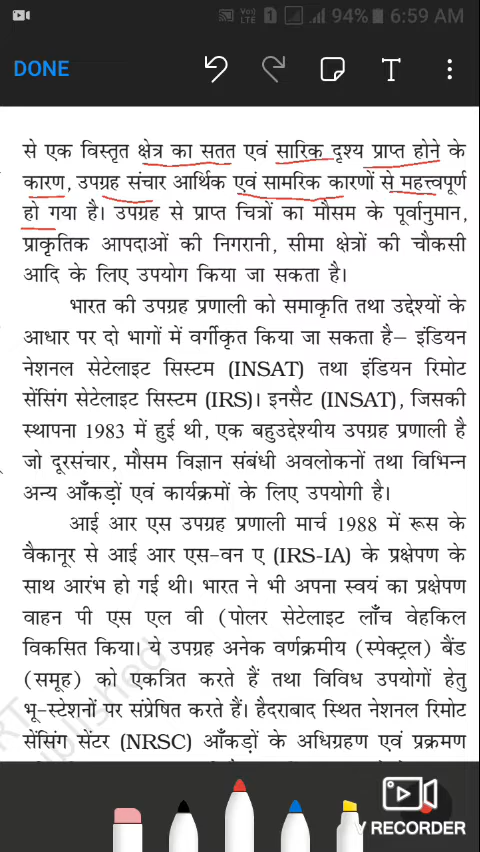 94% 6:59 AM
DONE
T
से एक विस्तृत क्षेत्र का सतत एवं सारिक दृश्य प्राप्त होने के
कारण, उपग्रह संचार आर्थिक एवं सामरिक कारणों से महत्त्वपूर्ण
हो गया है। उपग्रह से प्राप्त चित्रों का मौसम के पूर्वानुमान,
प्राकृतिक आपदाओं की निगरानी, सीमा क्षेत्रों की चौकसी
आदि के लिए उपयोग किया जा सकता है।
भारत की उपग्रह प्रणाली को समाकृति तथा उद्देश्यों के
आधार पर दो भागों में वर्गीकृत किया जा सकता है– इंडियन
नेशनल सेटेलाइट सिस्टम (INSAT) तथा इंडियन रिमोट
सेंसिंग सेटेलाइट सिस्टम (IRS)। इनसैट (INSAT), जिसकी
स्थापना 1983 में हुई थी, एक बहुउद्देश्यीय उपग्रह प्रणाली है
जो दूरसंचार, मौसम विज्ञान संबंधी अवलोकनों तथा विभिन्न
अन्य आँकड़ों एवं कार्यक्रमों के लिए उपयोगी है।
आई आर एस उपग्रह प्रणाली मार्च 1988 में रूस के
वैकानूर से आई आर एस-वन ए (IRS-IA) के प्रक्षेपण के
साथ आरंभ हो गई थी। भारत ने भी अपना स्वयं का प्रक्षेपण
वाहन पी एस एल वी (पोलर सेटेलाइट लाँच वेहकिल
विकसित किया। ये उपग्रह अनेक वर्णक्रमीय (स्पेक्ट्रल) बैंड
(समूह) को एकत्रित करते हैं तथा विविध उपयोगों हेतु
भू-स्टेशनों पर संप्रेषित करते हैं। हैदराबाद स्थित नेशनल रिमोट
सेंसिंग सेंटर (NRSC) आँकड़ों के अधिग्रहण एवं प्रक्रमण
V RECORDER